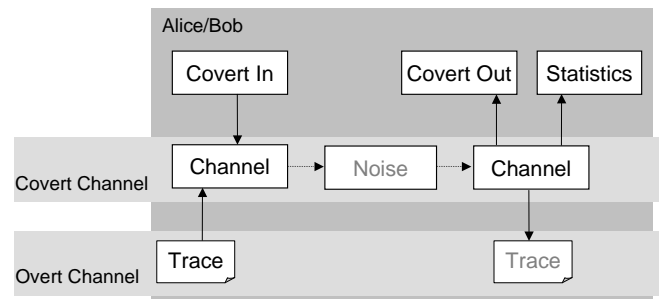 Alice/Bob
Covert In
Covert Out
Statistics
Channel
Noise
Channel
Covert Channel
Trace
Trace
Overt Channel